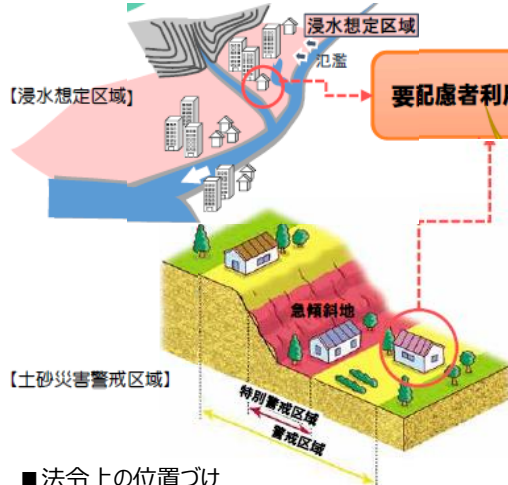 浸水想定区域
氾濫
【浸水想定区域】
要配慮者利
急傾斜地
【土砂災害警戒区域】
特別警戒区域
警戒区域
■法令上の位置づけ